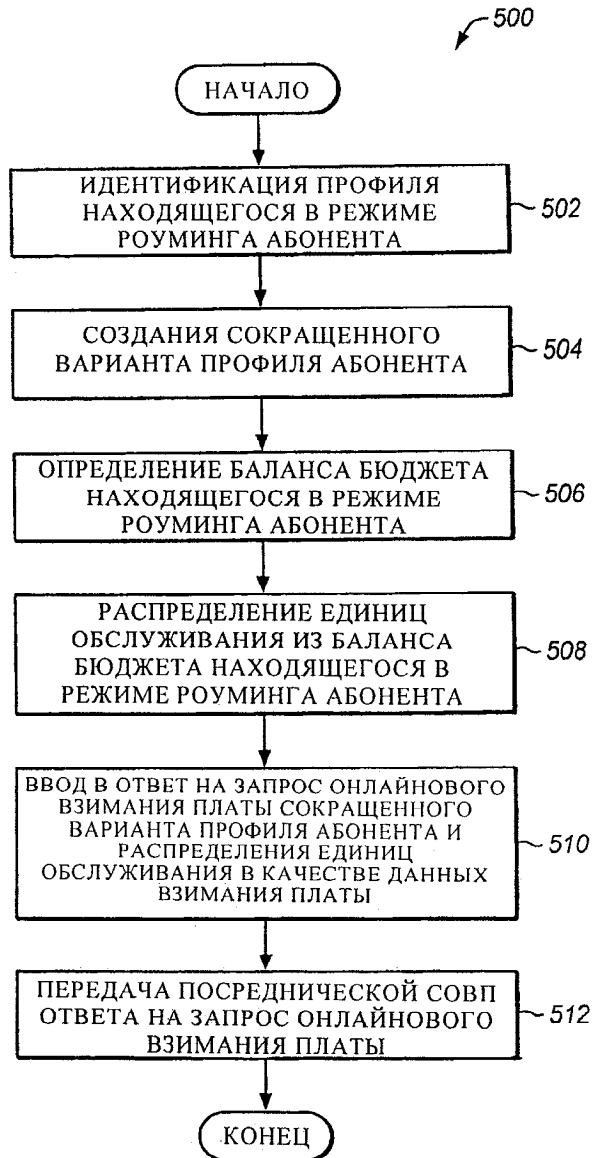 500
НАЧАЛО
ИДЕНТИФИКАЦИЯ ПРОФИЛЯ
НАХОДЯЩЕГОСЯ В РЕЖИМЕ
РОУМИНГА АБОНЕНТА
502
СОЗДАНИЯ СОКРАЩЕННОГО
ВАРИАНТА ПРОФИЛЯ АБОНЕНТА
504
ОПРЕДЕЛЕНИЕ БАЛАНСА БЮДЖЕТА
НАХОДЯЩЕГОСЯ В РЕЖИМЕ
РОУМИНГА АБОНЕНТА
506
РАСПРЕДЕЛЕНИЕ ЕДИНИЦ
ОБСЛУЖИВАНИЯ ИЗ БАЛАНСА
БЮДЖЕТА НАХОДЯЩЕГОСЯ В
РЕЖИМЕ РОУМИНГА АБОНЕНТА
508
ВВОД В ОТВЕТ НА ЗАПРОС ОНЛАЙНОВОГО
ВЗИМАНИЯ ПЛАТЫ СОКРАЩЕННОГО
ВАРИАНТА ПРОФИЛЯ АБОНЕНТА И
РАСПРЕДЕЛЕНИЯ ЕДИНИЦ
ОБСЛУЖИВАНИЯ В КАЧЕСТВЕ ДАННЫХ
ВЗИМАНИЯ ПЛАТЫ
510
ПЕРЕДАЧА ПОСРЕДНИЧЕСКОЙ СОВП
ОТВЕТА НА ЗАПРОС ОНЛАЙНОВОГО
ВЗИМАНИЯ ПЛАТЫ
512
КОНЕЦ